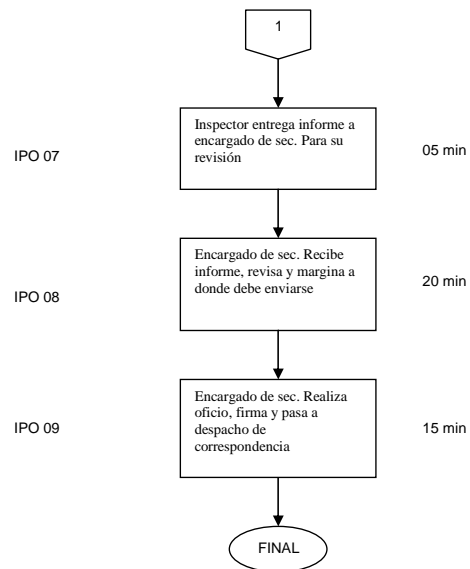 1
Inspector entrega informe a
encargado de sec. Para su
revisión
IPO 07
05 min
Encargado de sec. Recibe
informe, revisa y margina a
donde debe enviarse
IPO 08
20 min
Encargado de sec. Realiza
oficio, firma y pasa a
despacho de
correspondencia
IPO 09
15 min
FINAL